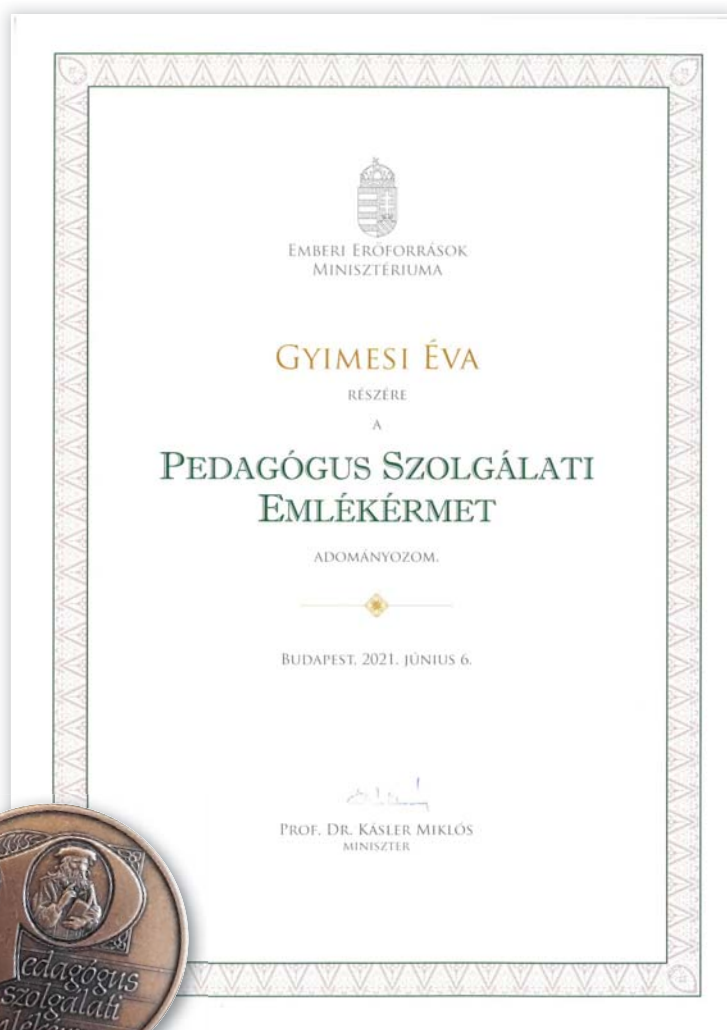 EMBERI ERŐFORRÁSOK
MINISZTÉRIUMA
GYIMESI ÉVA
RÉSZÉRE
A
PEDAGÓGUS SZOLGÁLATI
EMLÉKÉRMET
ADOMÁNYOZOM.
BUDAPEST, 2021. JÚNIUS 6.
PROF. DR. KÁSLER MIKLÓS
MINISZTER
Pedagógus
szolgálati